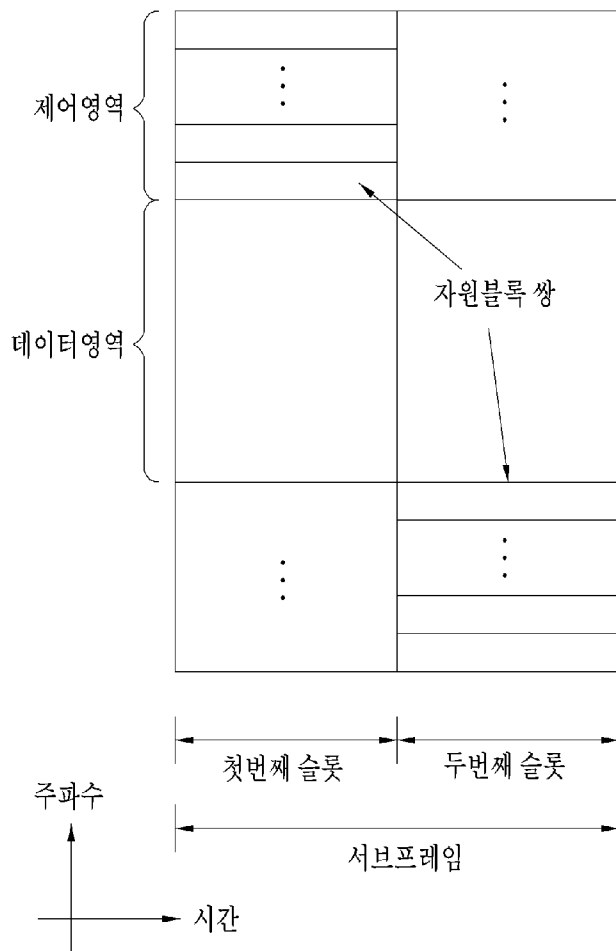 제어영역
자원블록 쌍
데이터영역
첫번째 슬롯
두번째 슬롯
주파수
서브프레임
시간